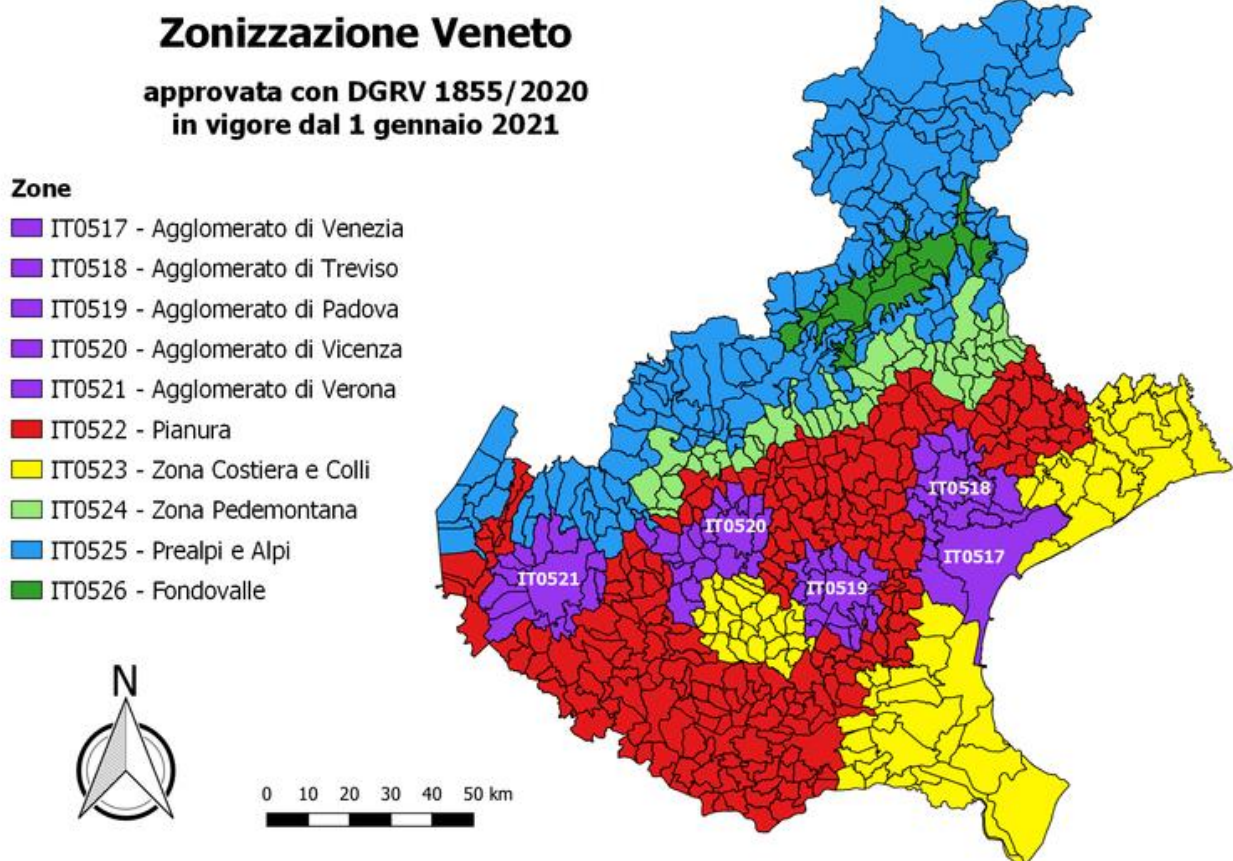 Zonizzazione Veneto
approvata con DGRV 1855/2020
in vigore dal 1 gennaio 2021
Zone
IT0517 - Agglomerato di Venezia
IT0518 - Agglomerato di Treviso
IT0519 - Agglomerato di Padova
IT0520 - Agglomerato di Vicenza
IT0521 - Agglomerato di Verona
IT0522 - Pianura
IT0523 - Zona Costiera e Colli
IT0524 - Zona Pedemontana
IT0525 - Prealpi e Alpi
IT0526 - Fondovalle
IT0518
IT0520
IT0517
IT0521
IT0519
N
0 10 20 30 40 50 km